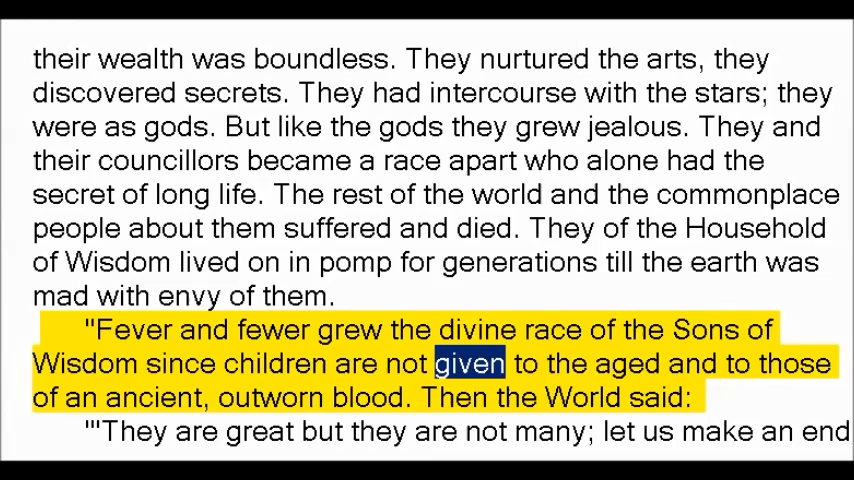 their wealth was boundless. They nurtured the arts, they
discovered secrets. They had intercourse with the stars; they
were as gods. But like the gods they grew jealous. They and
their councillors became a race apart who alone had the
secret of long life. The rest of the world and the commonplace
people about them suffered and died. They of the Household
of Wisdom lived on in pomp for generations till the earth was
mad with envy of them.
"Fever and fewer grew the divine race of the Sons of
Wisdom since children are not given to the aged and to those
of an ancient, outworn blood. Then the World said:
"'They are great but they are not many; let us make an end